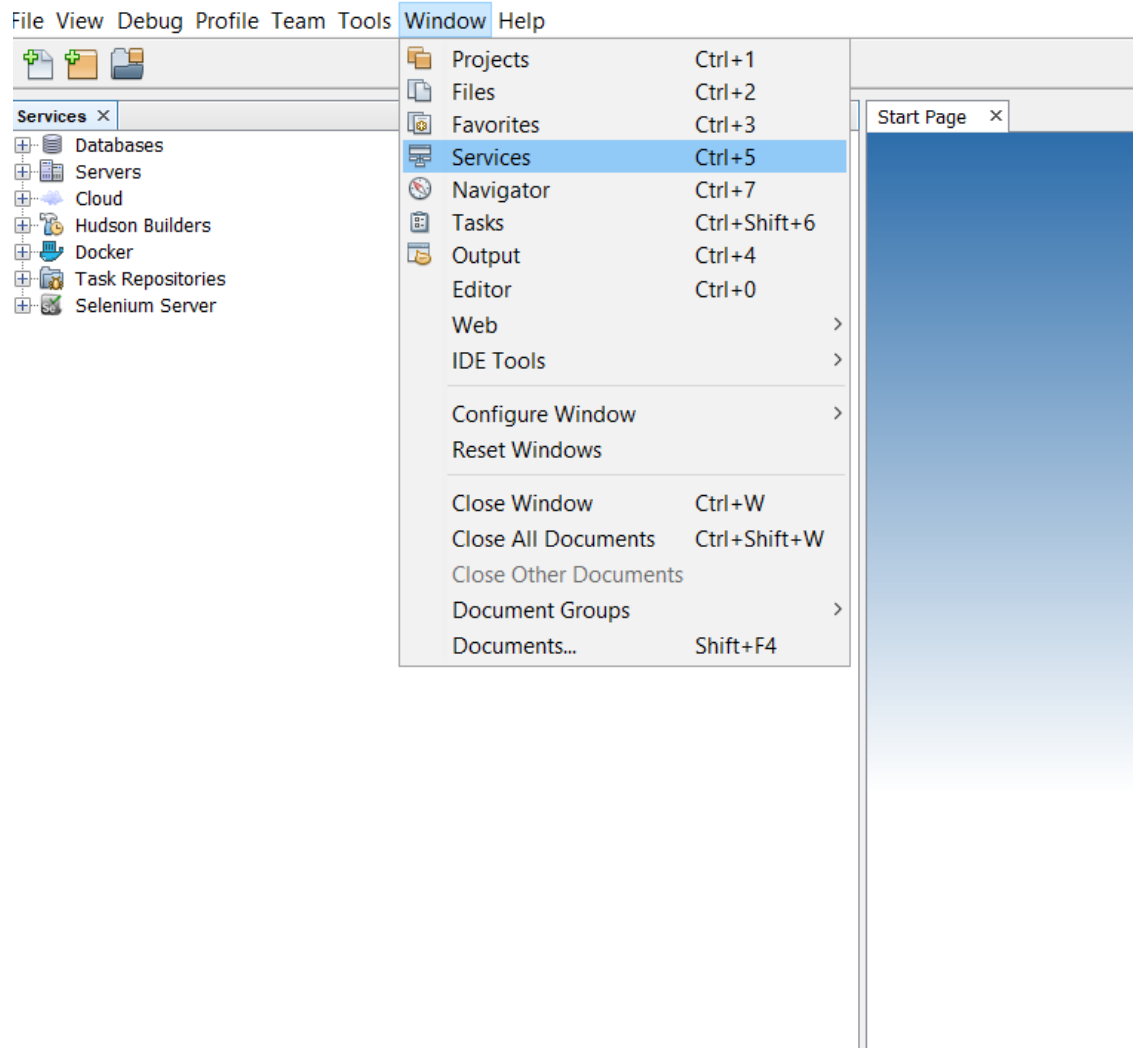 File View Debug Profile Team Tools Window Help
Services
Databases
Servers
Cloud
Hudson Builders
Docker
Task Repositories
Selenium Server
Projects Ctrl+1
Files Ctrl+2
Favorites Ctrl+3
Services Ctrl+5
Navigator Ctrl+7
Tasks Ctrl+Shift+6
Output Ctrl+4
Editor Ctrl+0
Web
IDE Tools
Configure Window
Reset Windows
Close Window Ctrl+W
Close All Documents Ctrl+Shift+W
Close Other Documents
Document Groups
Documents... Shift+F4
Start Page